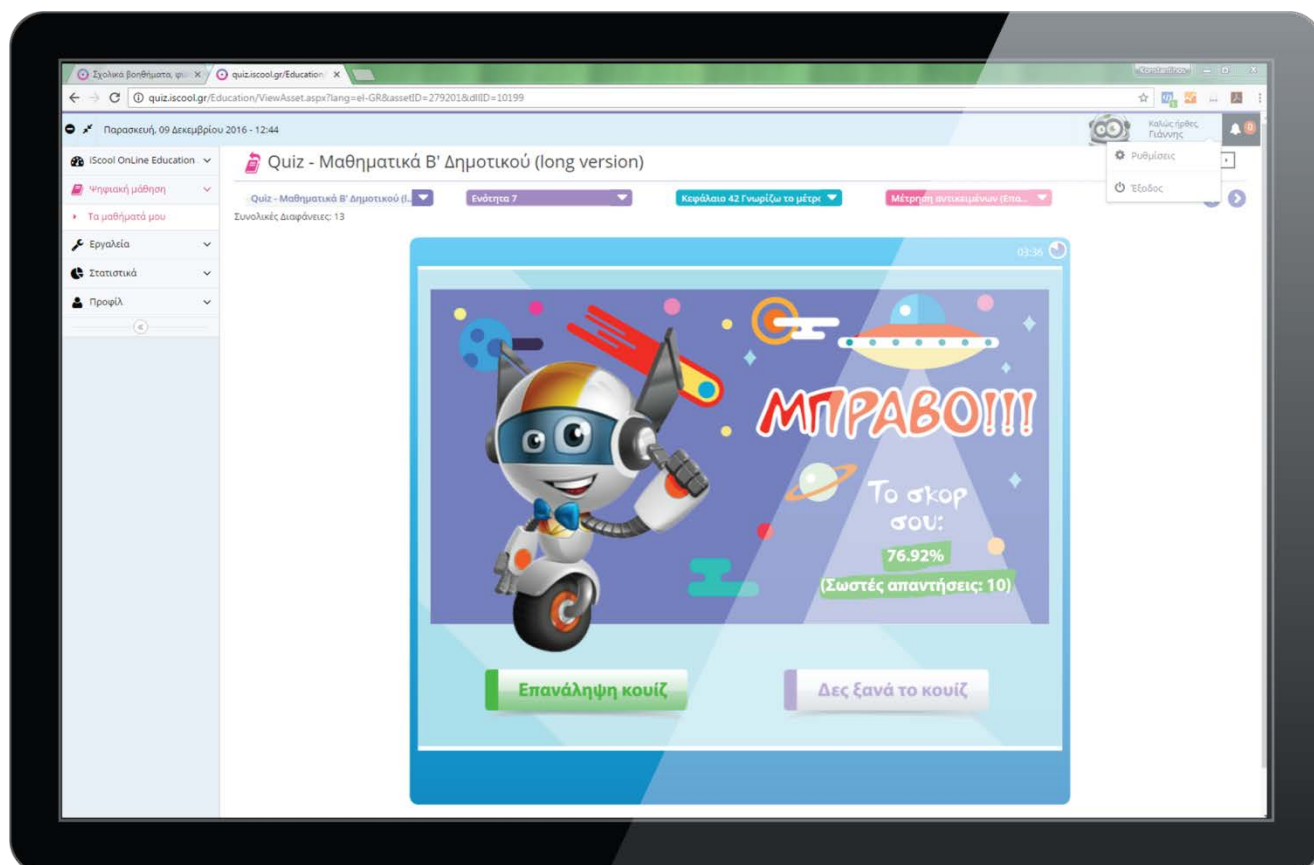 Σχολικά βοηθήματα, φρο
quiz.iscool.gr/Education
Konstantinos
quiz.iscool.gr/Education/ViewAsset.aspx?lang=el-GR&assetID=279201&dllID=10199
Παρασκευή, 09 Δεκεμβρίου 2016 - 12:44
Καλώς ήρθες,
Γιάννης
0
iScool OnLine Education
Quiz - Μαθηματικά Β' Δημοτικού (long version)
Ρυθμίσεις
Έξοδος
Ψηφιακή μάθηση
Quiz - Μαθηματικά Β' Δημοτικού (l...
Ενότητα 7
Κεφάλαιο 42 Γνωρίζω το μέτρο
Μέτρηση αντικειμένων (Επα...
Τα μαθήματά μου
Συνολικές Διαφάνειες: 13
Εργαλεία
Στατιστικά
Προφίλ
03:36
ΜΠΡΑΒΟ!!!
Το σκορ
σου:
76.92%
(Σωστές απαντήσεις: 10)
Επανάληψη κουίζ
Δες ξανά το κουίζ